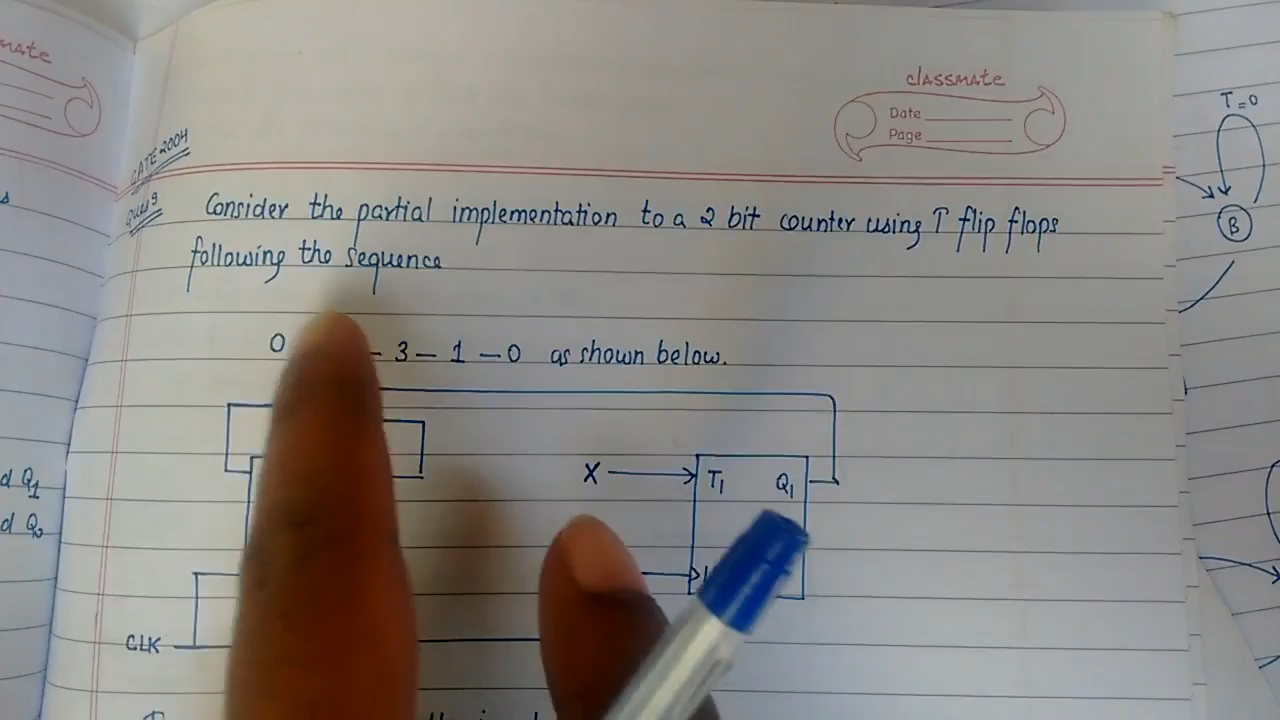 mate
classmate
Date
Page
T=0
B
GATE-2004
Ques 9
Consider the partial implementation to a 2 bit counter using T flip flops
following the sequence
0 - 3 - 1 - 0 as shown below.
X T1 Q1
d Q1
d Q0
CLK